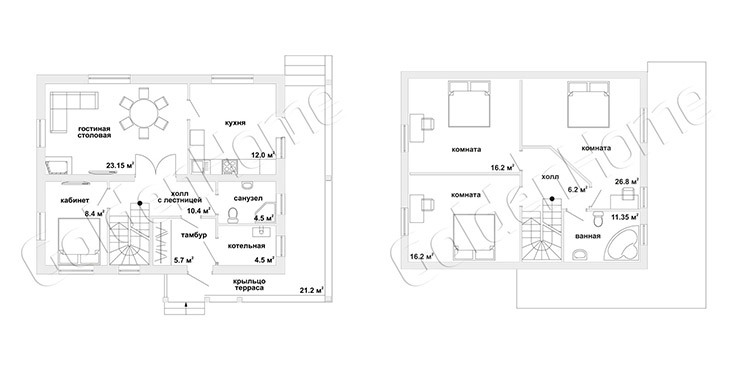 гостиная
столовая
23.15 м²
кухня
12.0 м²
кабинет
8.4 м²
холл
с лестницей
10.4 м²
санузел
4.5 м²
тамбур
5.7 м²
котельная
4.5 м²
крыльцо
терраса
21.2 м²
комната
16.2 м²
комната
26.8 м²
холл
6.2 м²
комната
16.2 м²
11.35 м²
ванная
GoldenHome
GoldenHome